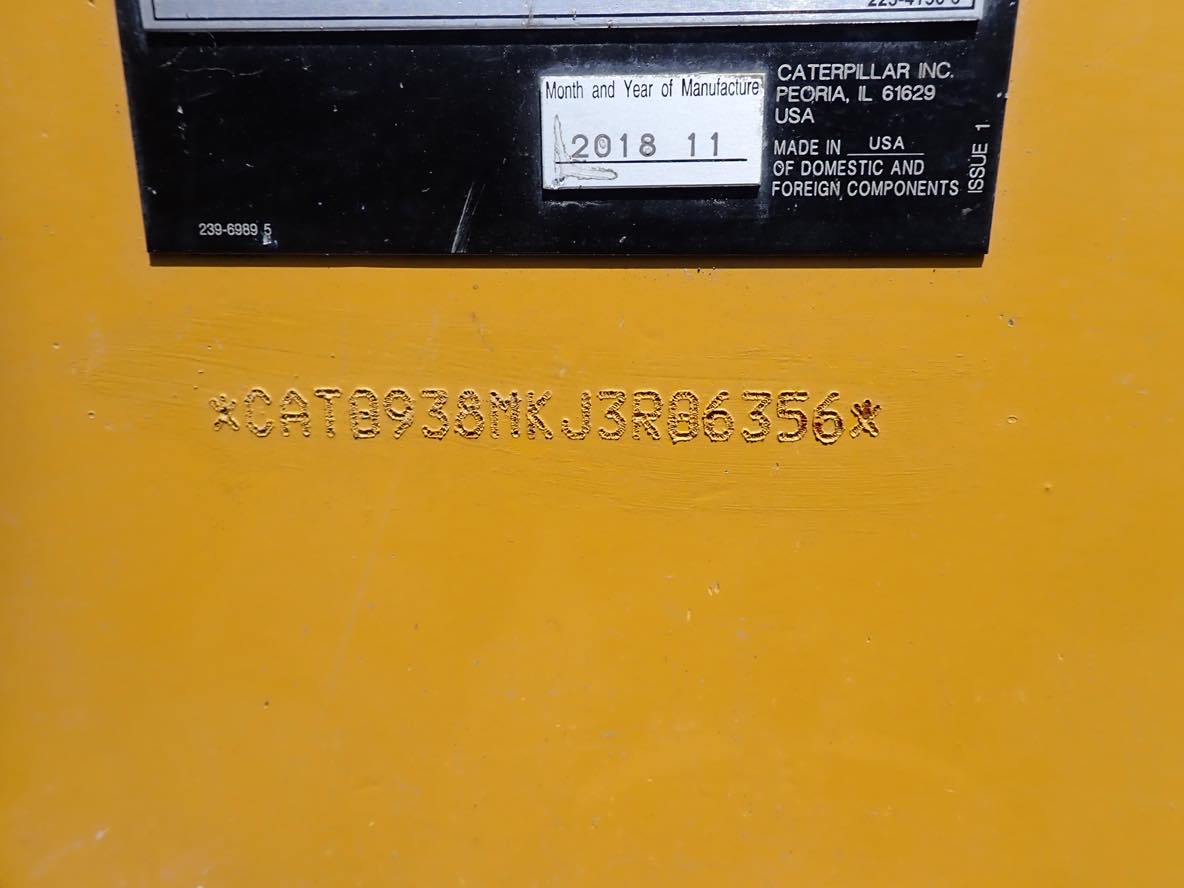 Month and Year of Manufacture
2018 11
CATERPILLAR INC.
PEORIA, IL 61629
USA
MADE IN USA
OF DOMESTIC AND
FOREIGN COMPONENTS
ISSUE 1
239-6989 5
*CAT0938MKJ3R06356*